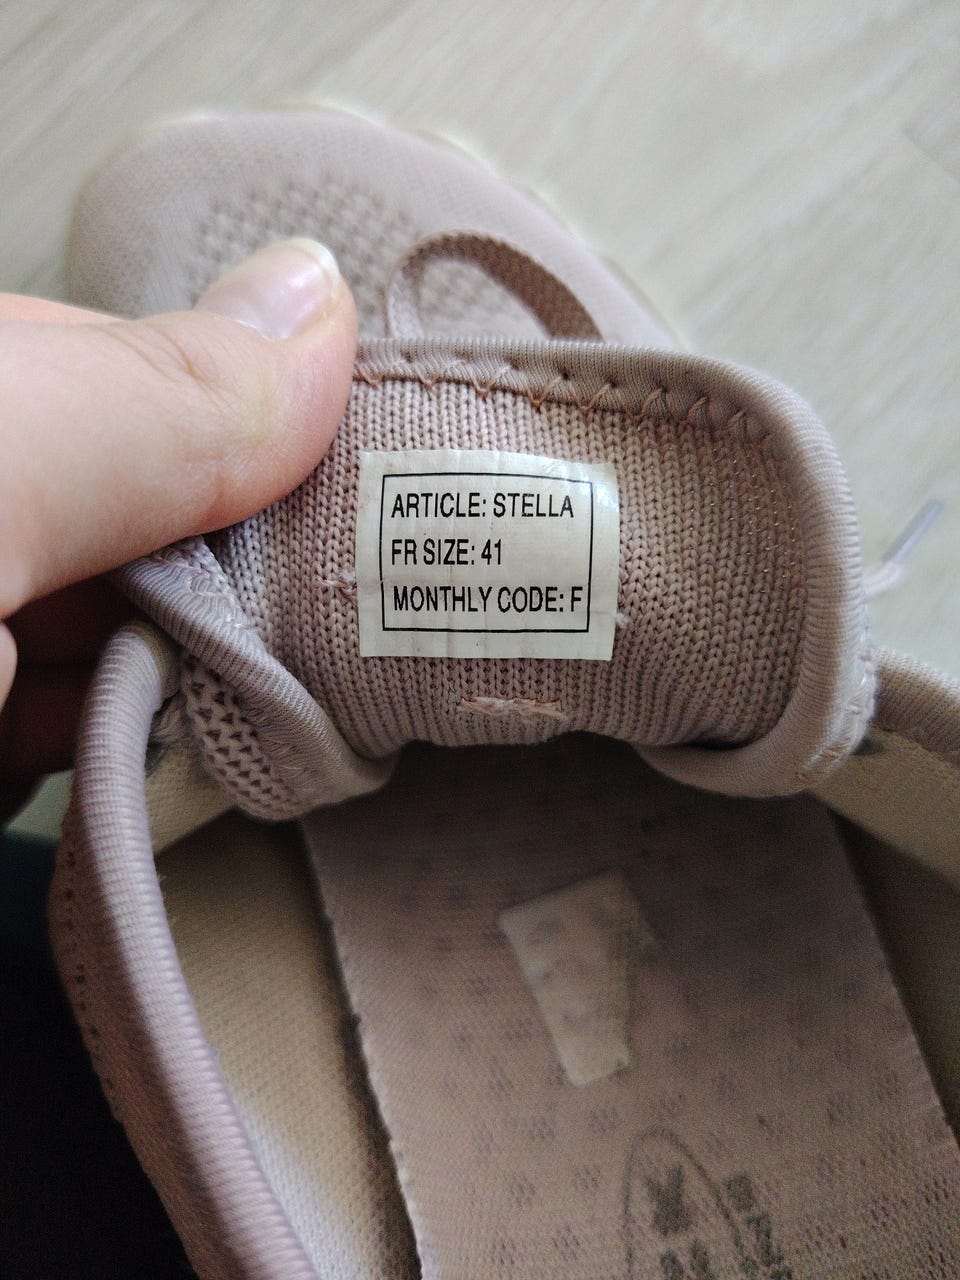 ARTICLE: STELLA
FR SIZE: 41
MONTHLY CODE: F